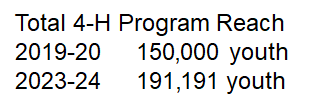 Total 4-H Program Reach
2019-20 150,000 youth
2023-24 191,191 youth